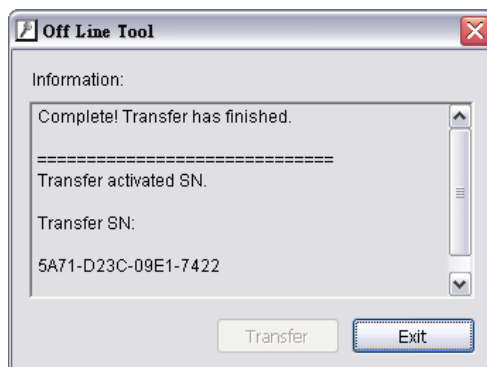 Off Line Tool
Information:
Complete! Transfer has finished.
==============================
Transfer activated SN.
Transfer SN:
5A71-D23C-09E1-7422
Transfer Exit